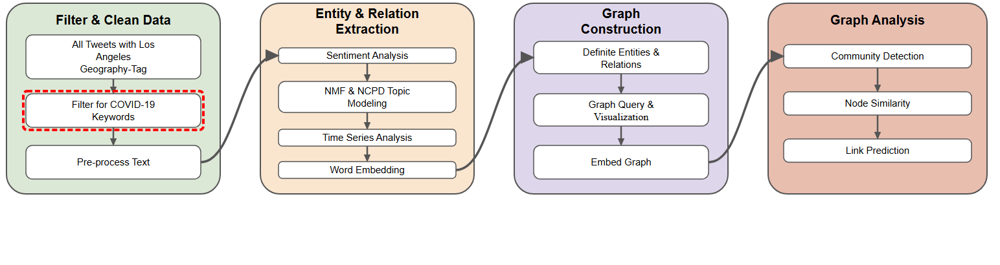 Filter & Clean Data
All Tweets with Los
Angeles
Geography-Tag
Filter for COVID-19
Keywords
Pre-process Text
Entity & Relation
Extraction
Sentiment Analysis
NMF & NCPD Topic
Modeling
Time Series Analysis
Word Embedding
Graph
Construction
Definite Entities &
Relations
Graph Query &
Visualization
Embed Graph
Graph Analysis
Community Detection
Node Similarity
Link Prediction